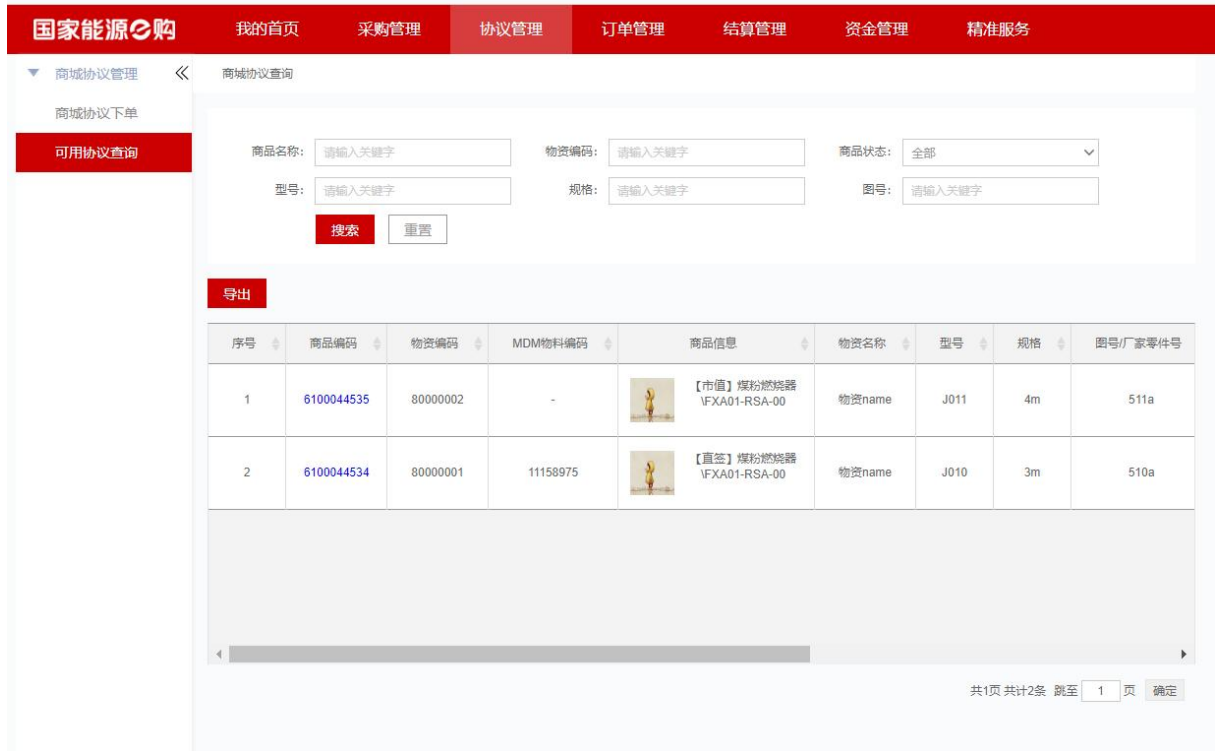 国家能源e购 我的首页 采购管理 协议管理 订单管理 结算管理 资金管理 精准服务
商城协议管理
商城协议查询
商城协议下单
可用协议查询
商品名称: 请输入关键字 物资编码: 请输入关键字 商品状态: 全部
型号: 请输入关键字 规格: 请输入关键字 图号: 请输入关键字
搜索 重置
导出
序号 商品编码 物资编码 MDM物料编码 商品信息 物资名称 型号 规格 图号/厂家零件号
1 6100044535 80000002 - 【市值】煤粉燃烧器 物资name J011 4m 511a
\FXA01-RSA-00
2 6100044534 80000001 11158975 【直签】煤粉燃烧器 物资name J010 3m 510a
\FXA01-RSA-00
共1页 共计2条 跳至 1 页 确定